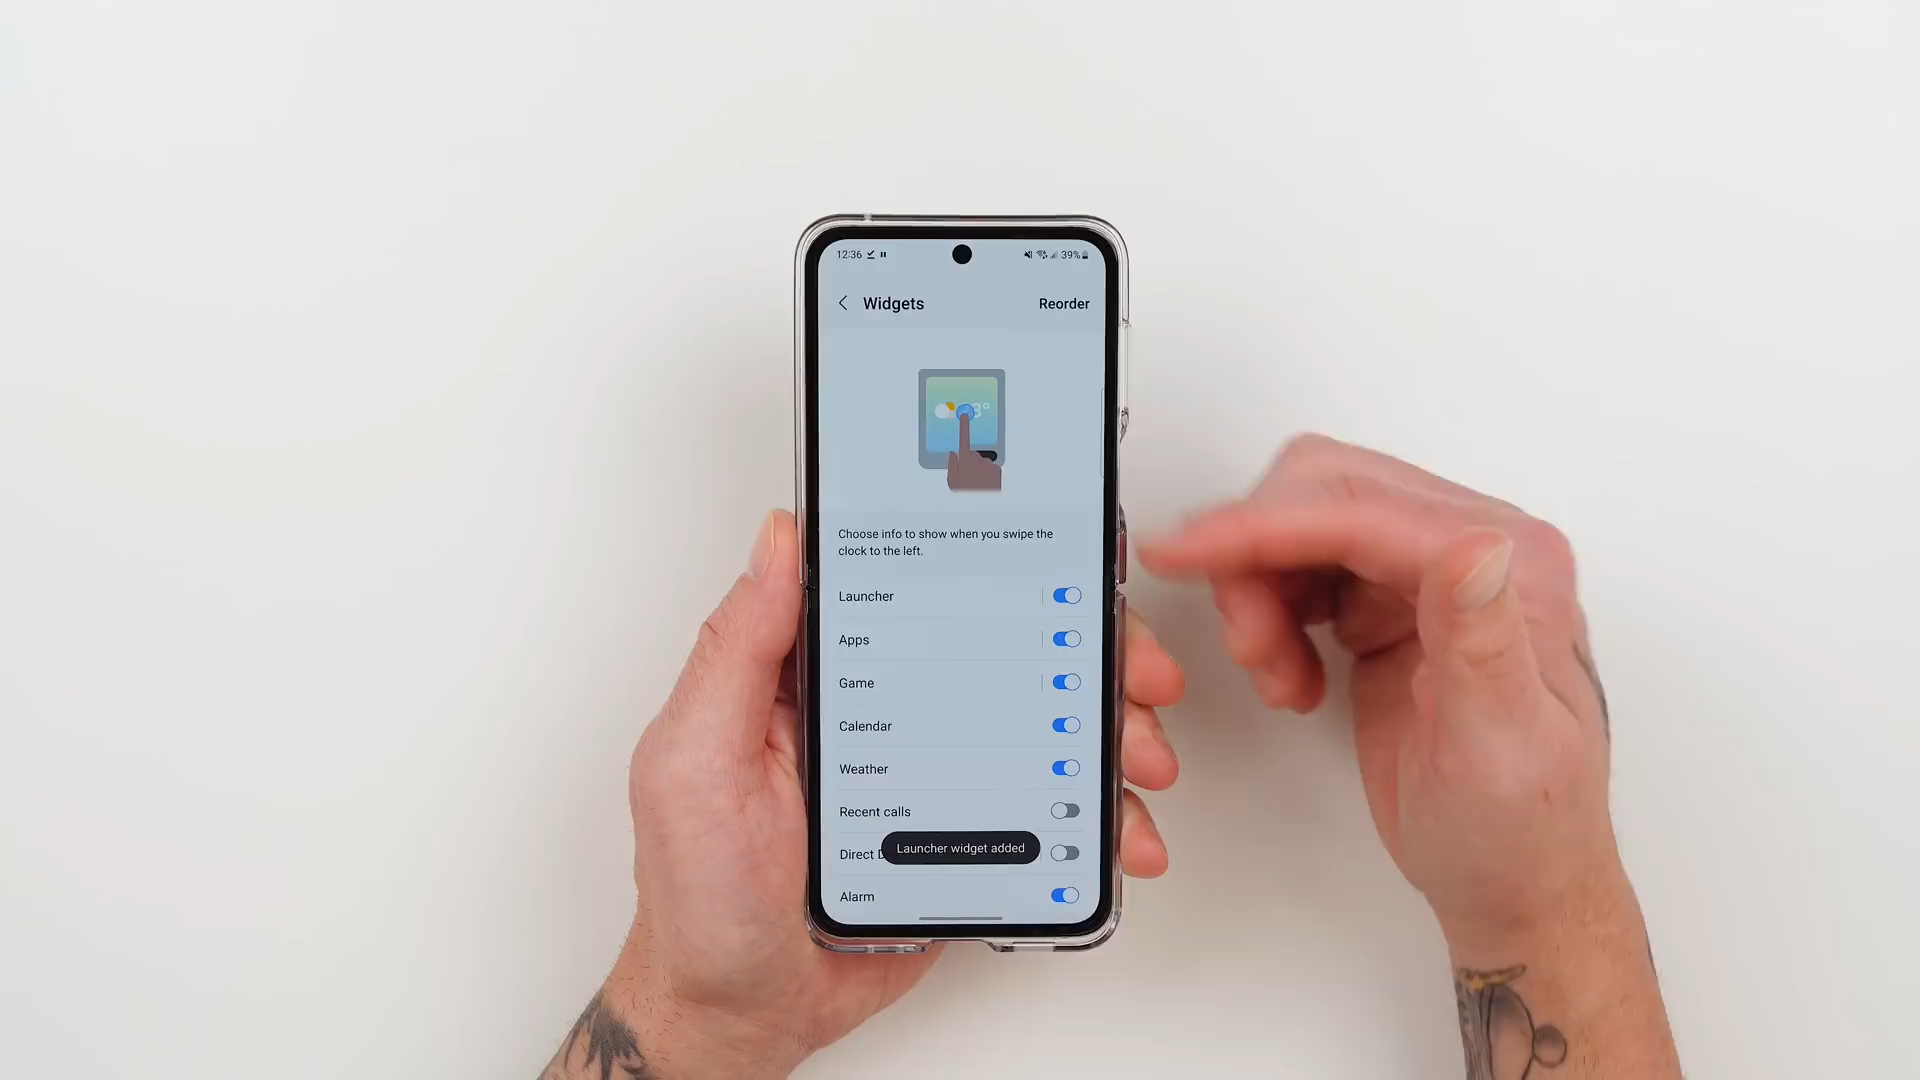 12:36 39%
Widgets Reorder
3°
Choose info to show when you swipe the
clock to the left.
Launcher
Apps
Game
Calendar
Weather
Recent calls
Direct
Launcher widget added
Alarm